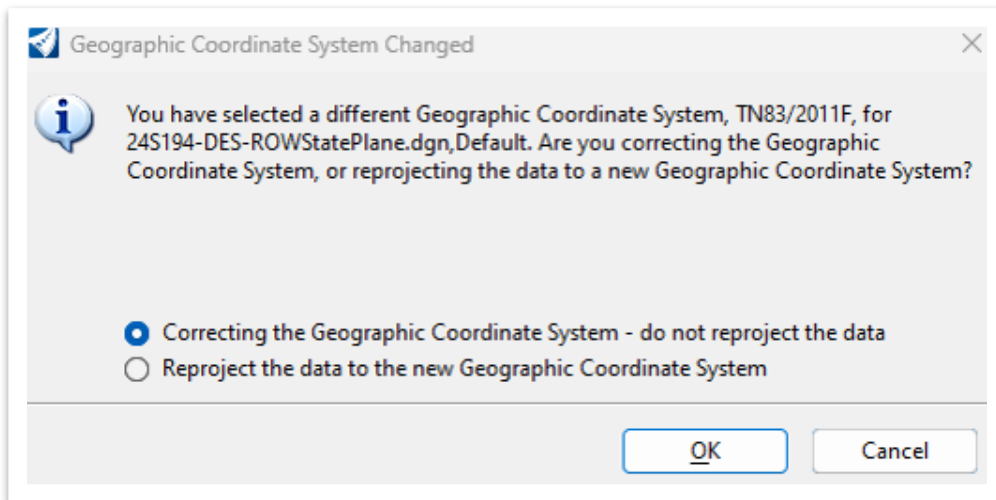 Geographic Coordinate System Changed
You have selected a different Geographic Coordinate System, TN83/2011F, for
24S194-DES-ROWStatePlane.dgn,Default. Are you correcting the Geographic
Coordinate System, or reprojecting the data to a new Geographic Coordinate System?
Correcting the Geographic Coordinate System - do not reproject the data
Reproject the data to the new Geographic Coordinate System
OK
Cancel